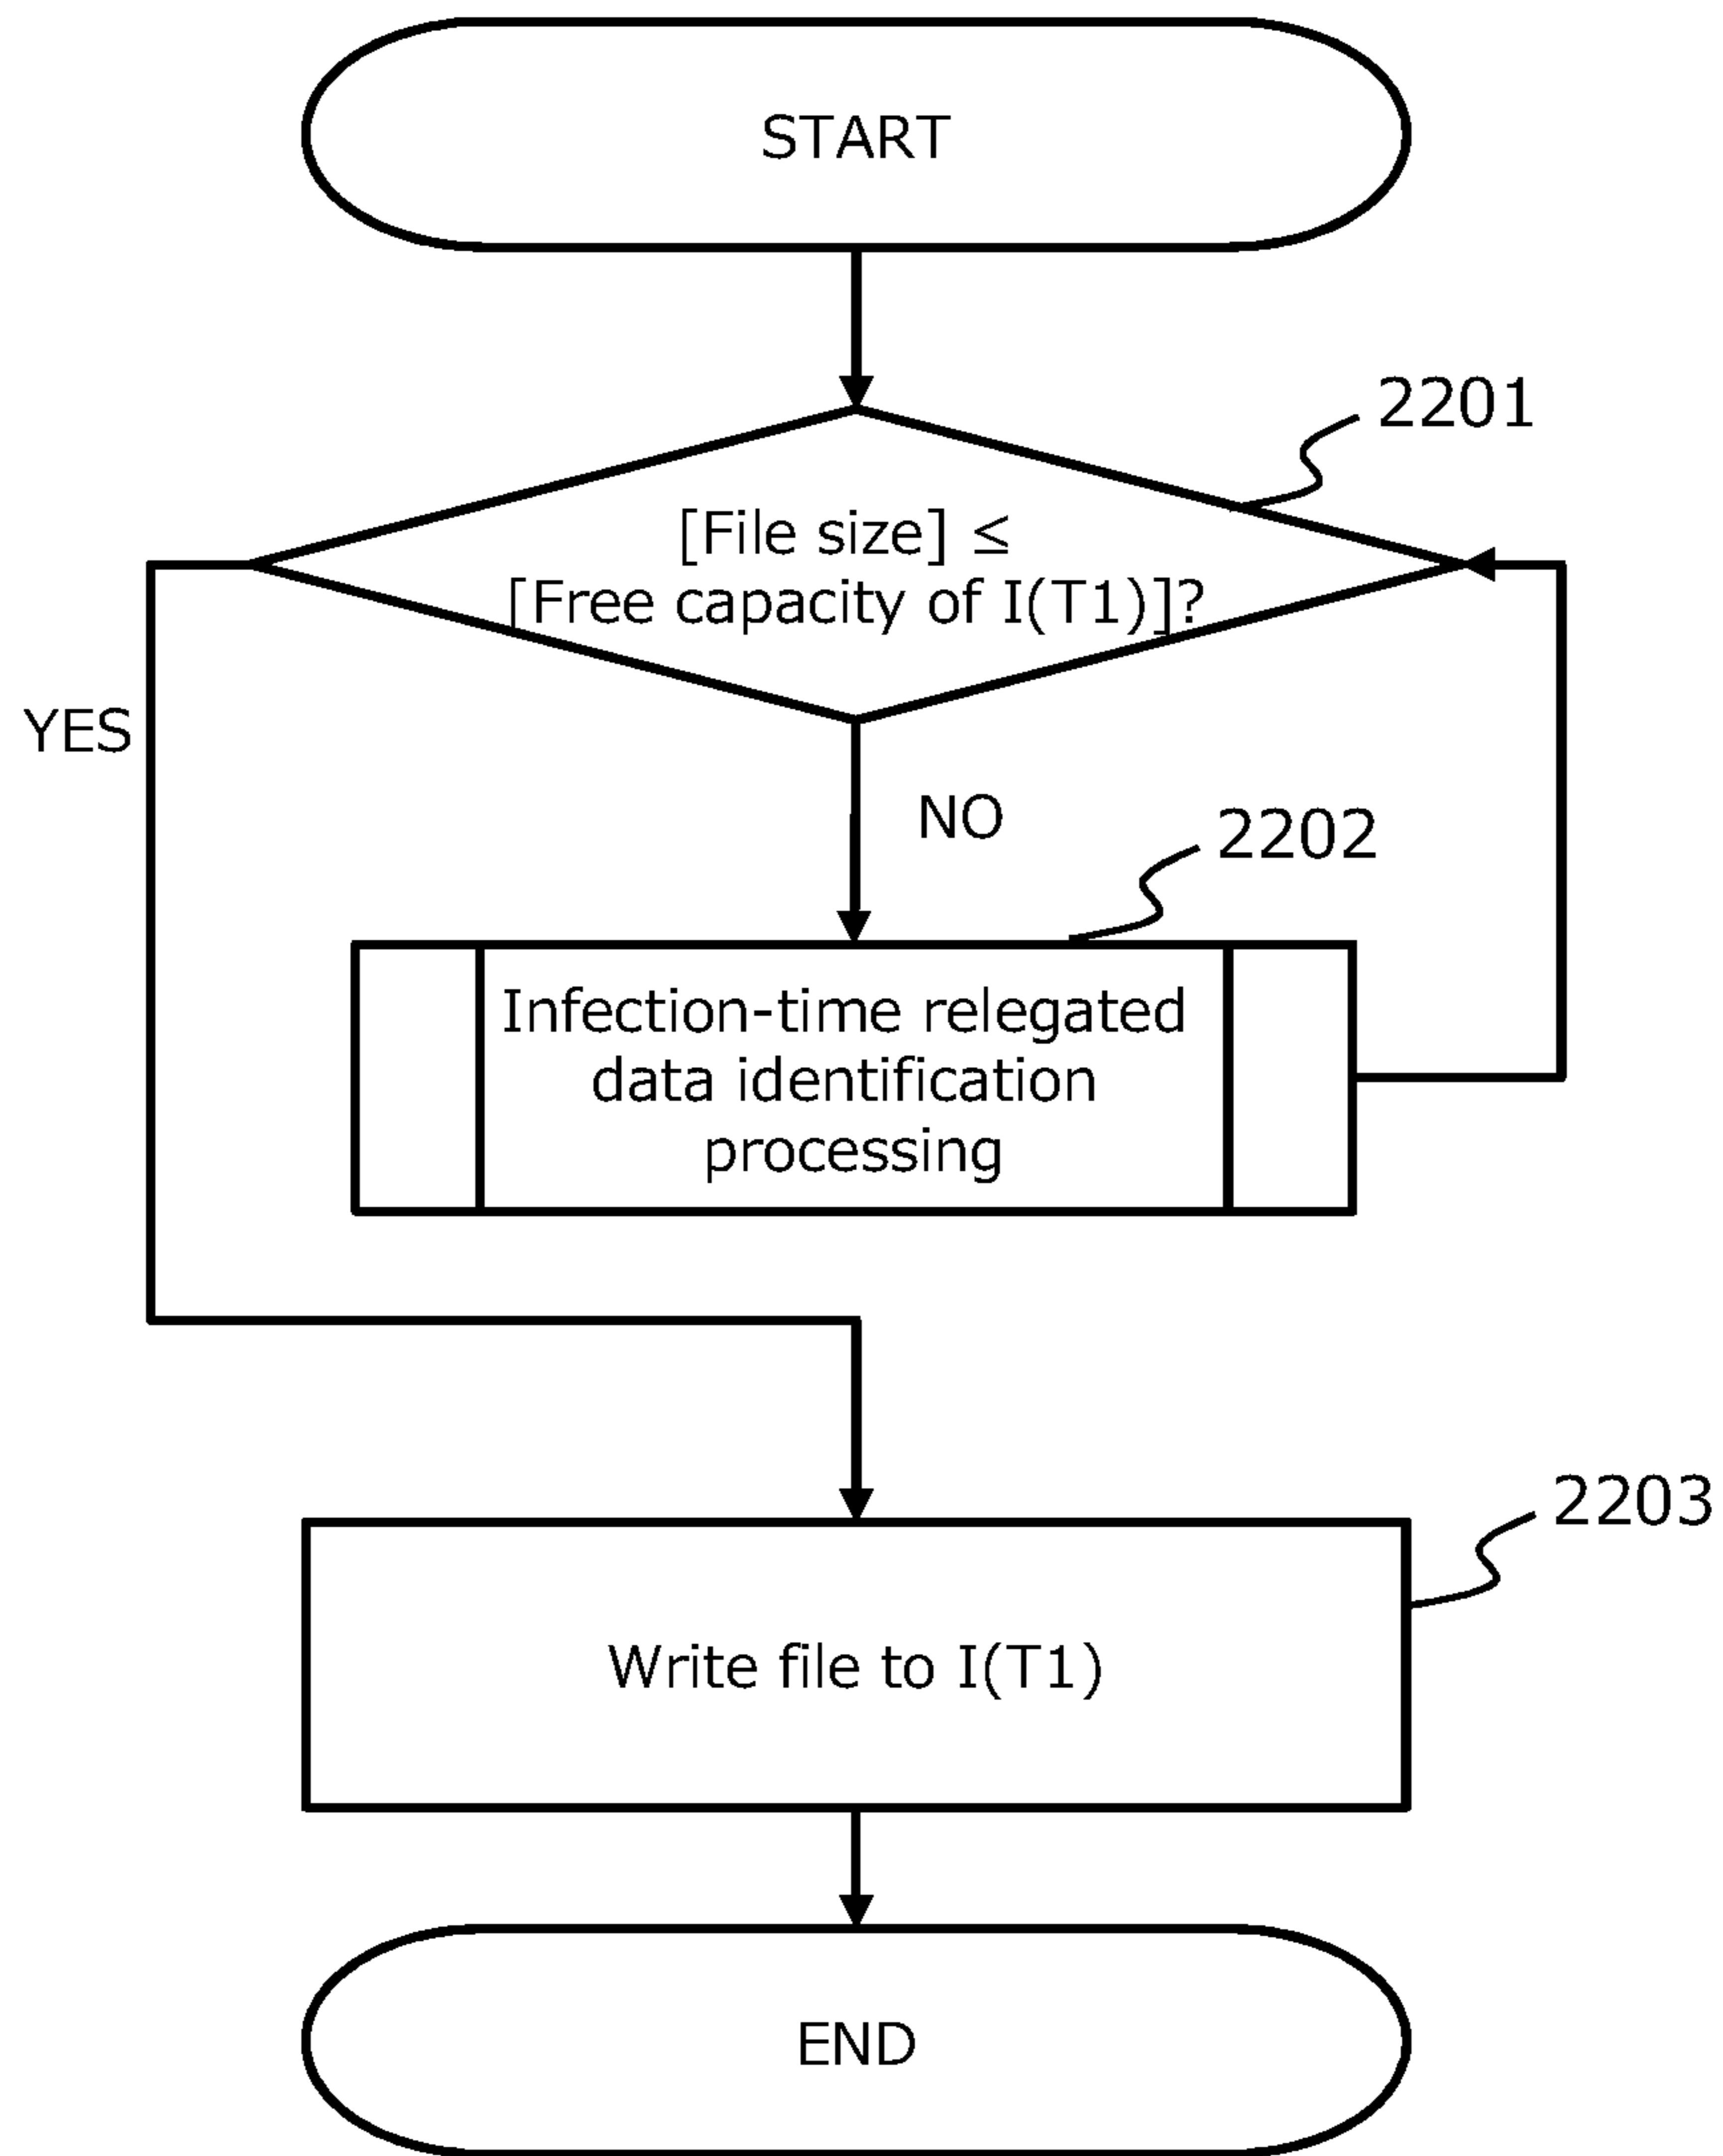 START
2201
[File size] ≤
[Free capacity of I(T1)]?
YES
NO
2202
Infection-time relegated
data identification
processing
2203
Write file to I(T1)
END